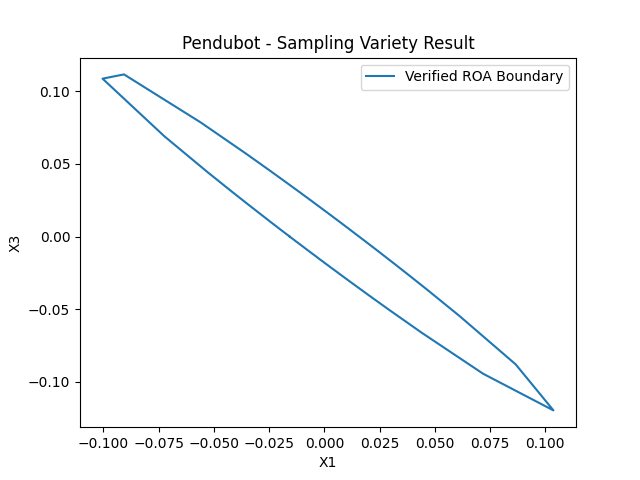 Pendubot - Sampling Variety Result
Verified ROA Boundary
0.10
0.05
0.00
−0.05
−0.10
X3
−0.100 −0.075 −0.050 −0.025 0.000 0.025 0.050 0.075 0.100
X1